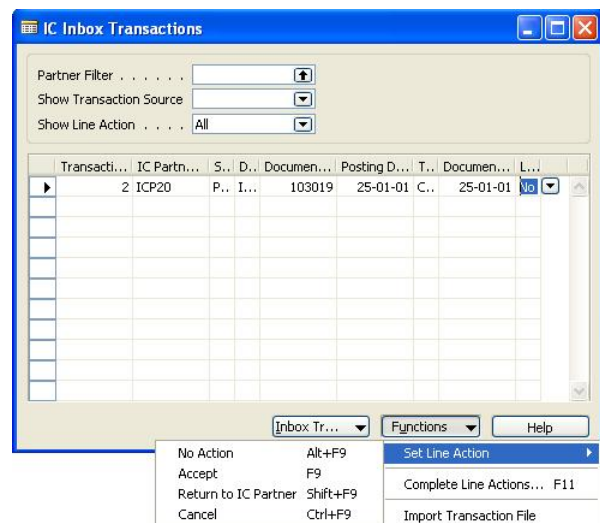 IC Inbox Transactions
Partner Filter . . . . . .
Show Transaction Source
Show Line Action . . . . All
Transacti... IC Partn... S.. D.. Documen... Posting D... T.. Documen... L...
2 ICP20 P.. I... 103019 25-01-01 C.. 25-01-01 No
Inbox Tr... Functions Help
No Action Alt+F9 Set Line Action
Accept F9
Complete Line Actions... F11
Return to IC Partner Shift+F9
Cancel Ctrl+F9 Import Transaction File